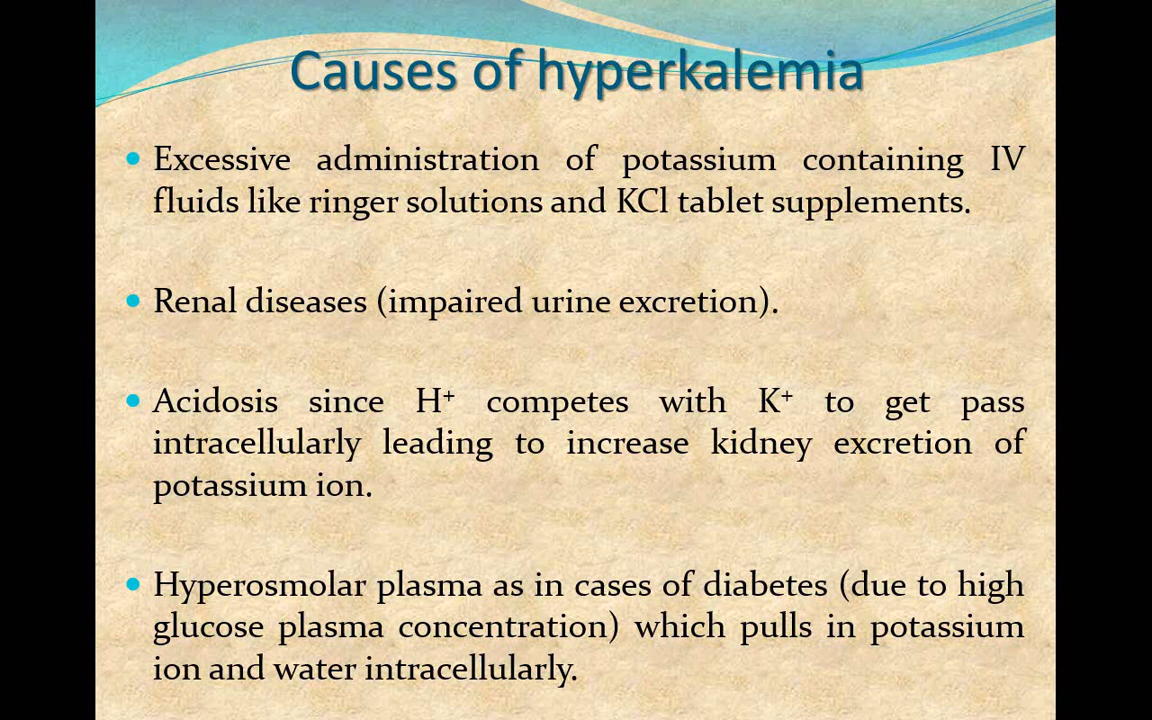 Causes of hyperkalemia
Excessive administration of potassium containing IV
fluids like ringer solutions and KCl tablet supplements.
Renal diseases (impaired urine excretion).
Acidosis since H⁺ competes with K⁺ to get pass
intracellularly leading to increase kidney excretion of
potassium ion.
Hyperosmolar plasma as in cases of diabetes (due to high
glucose plasma concentration) which pulls in potassium
ion and water intracellularly.